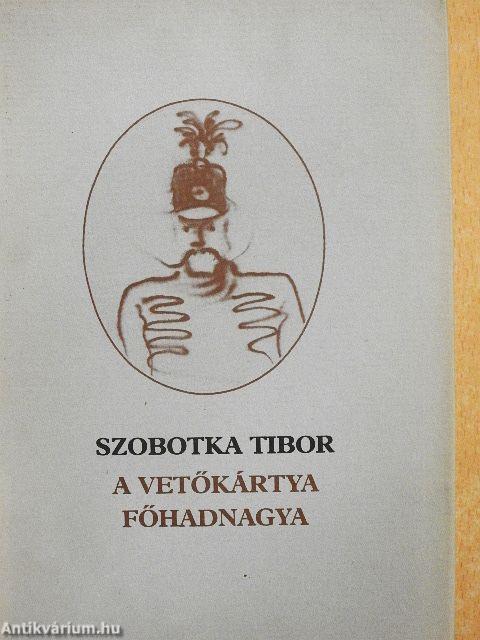 SZOBOTKA TIBOR
A VETŐKÁRTYA
FŐHADNAGYA
Antikvárium.hu